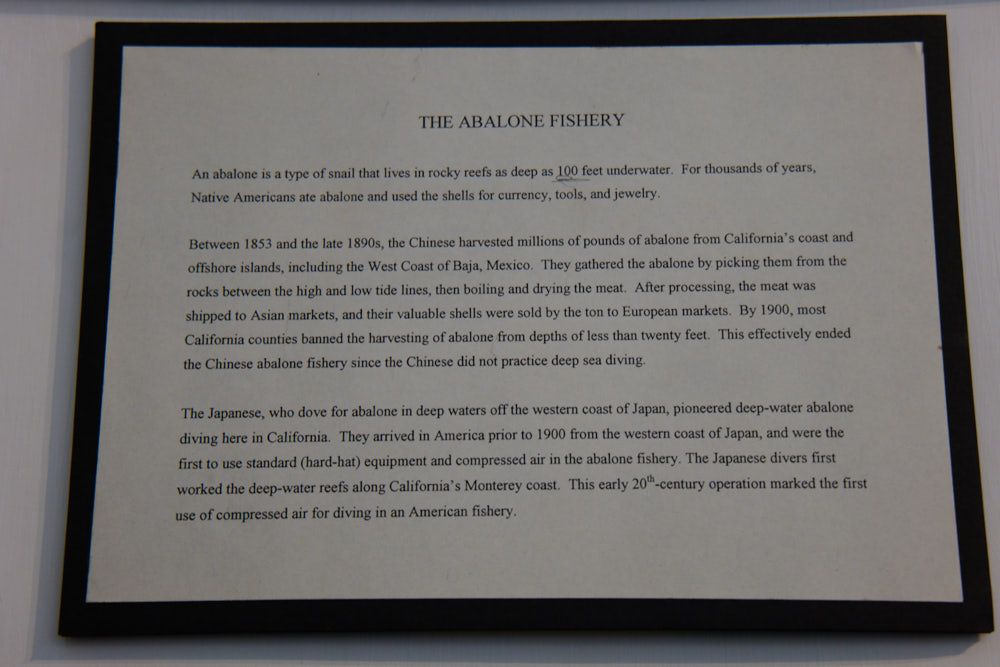 THE ABALONE FISHERY
An abalone is a type of snail that lives in rocky reefs as deep as 100 feet underwater. For thousands of years,
Native Americans ate abalone and used the shells for currency, tools, and jewelry.
Between 1853 and the late 1890s, the Chinese harvested millions of pounds of abalone from California's coast and
offshore islands, including the West Coast of Baja, Mexico. They gathered the abalone by picking them from the
rocks between the high and low tide lines, then boiling and drying the meat. After processing, the meat was
shipped to Asian markets, and their valuable shells were sold by the ton to European markets. By 1900, most
California counties banned the harvesting of abalone from depths of less than twenty feet. This effectively ended
the Chinese abalone fishery since the Chinese did not practice deep sea diving.
The Japanese, who dove for abalone in deep waters off the western coast of Japan, pioneered deep-water abalone
diving here in California. They arrived in America prior to 1900 from the western coast of Japan, and were the
first to use standard (hard-hat) equipment and compressed air in the abalone fishery. The Japanese divers first
worked the deep-water reefs along California's Monterey coast. This early 20th-century operation marked the first
use of compressed air for diving in an American fishery.